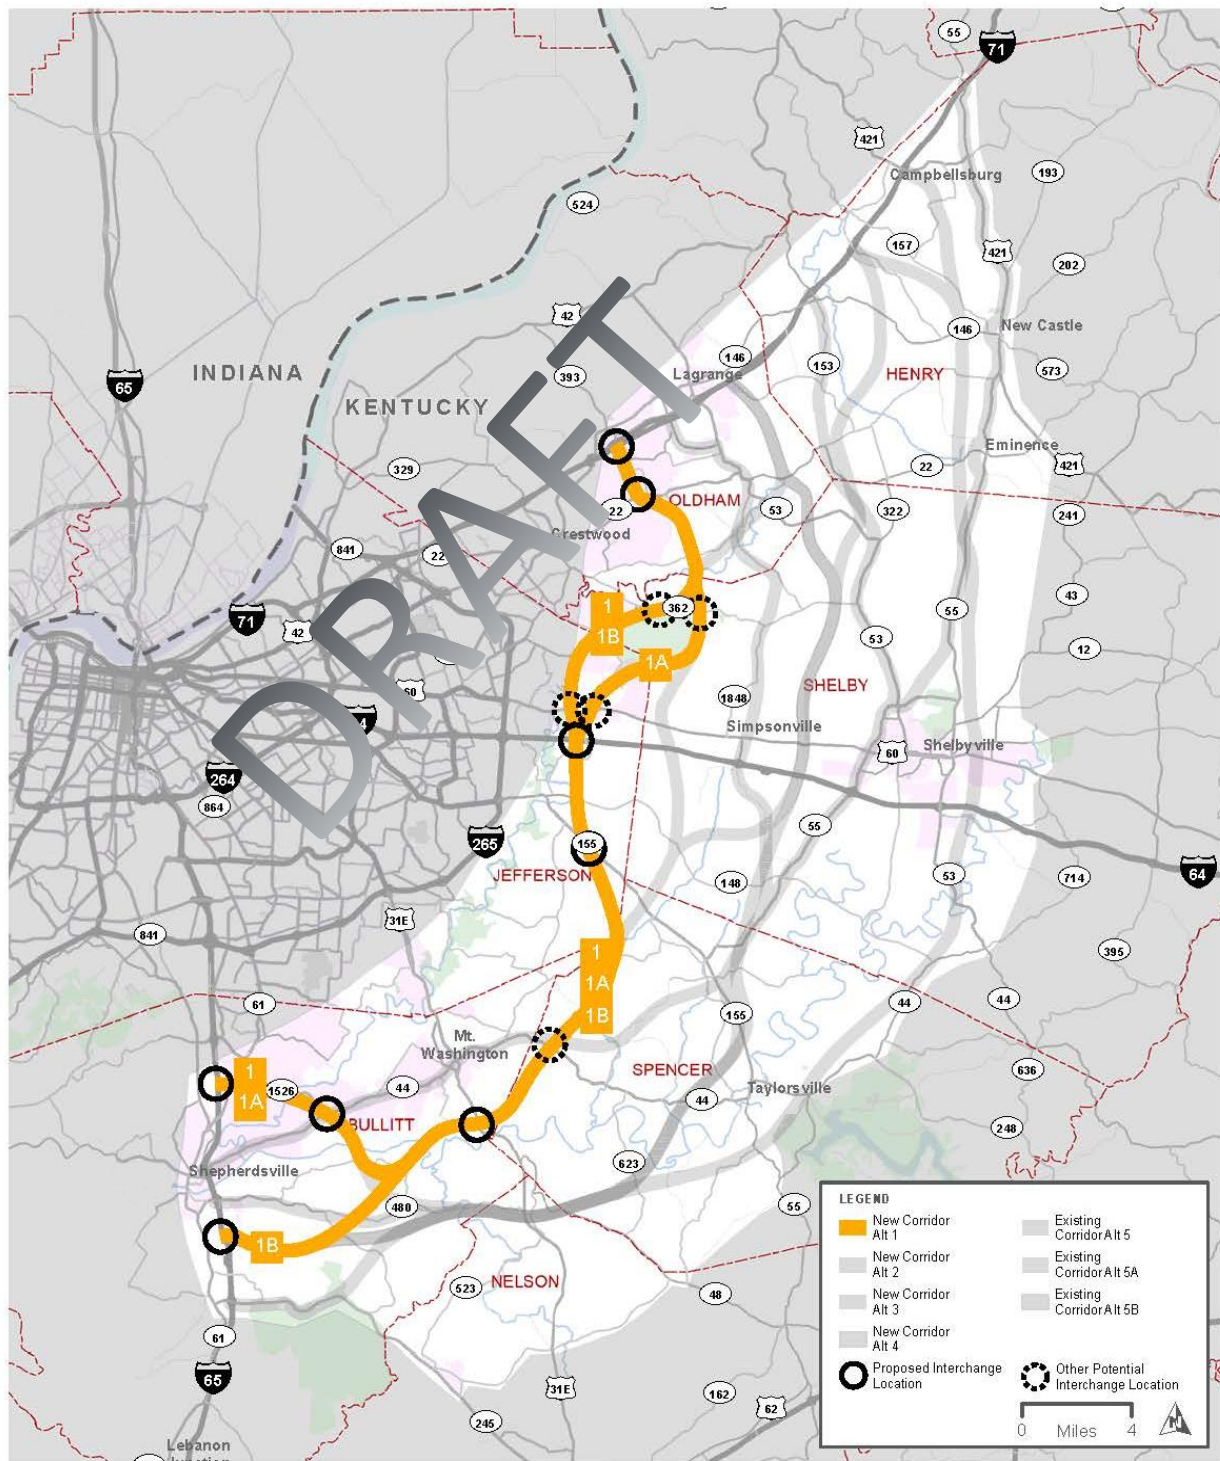 55
71
421
Campbellsburg
193
524
157
421
202
42
146
New Castle
INDIANA
65
393
Lagrange
146
153
HENRY
573
KENTUCKY
Eminence
329
22
421
22
OLDHAM
53
322
241
Crestwood
841
22
DRAFT
71
42
1
1B
362
43
55
53
12
1A
60
SHELBY
1848
Simpsonville
60
Shelbyville
264
864
265
155
55
JEFFERSON
148
53
714
64
31E
841
395
1
1A
1B
61
44
44
155
Mt.
Washington
SPENCER
636
1
1A
1526
44
BULLITT
Taylorsville
44
248
Shepherdsville
623
480
55
1B
523
NELSON
48
61
65
31E
162
62
245
Lebanon
LEGEND
New Corridor
Alt 1
New Corridor
Alt 2
New Corridor
Alt 3
New Corridor
Alt 4
Existing
Corridor Alt 5
Existing
Corridor Alt 5A
Existing
Corridor Alt 5B
Proposed Interchange
Location
Other Potential
Interchange Location
0 Miles 4
N